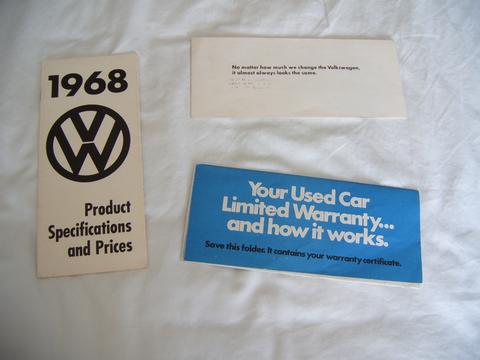 1968
VW
Product
Specifications
and Prices
No matter how much we change the Volkswagen,
it almost always looks the same.
Your Used Car
Limited Warranty...
and how it works.
Save this folder. It contains your warranty certificate.